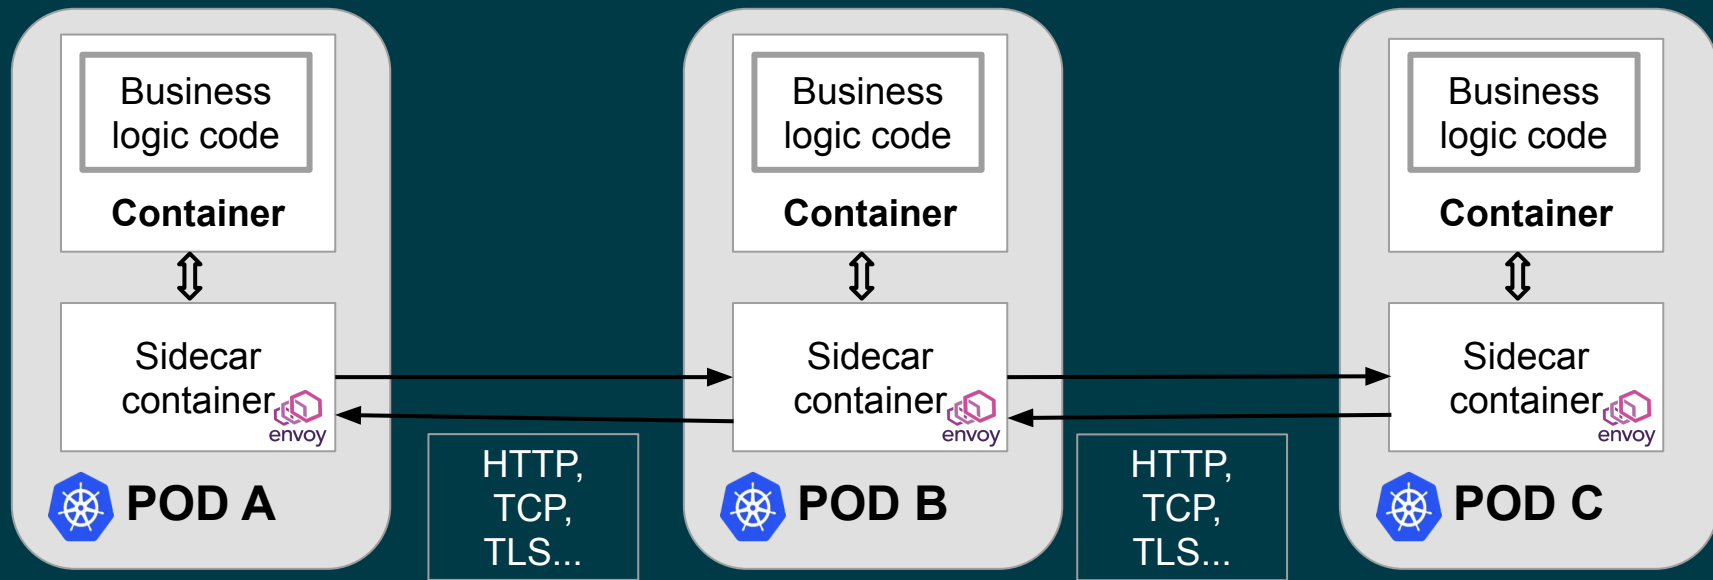 Business
logic code
Container
Sidecar
container
envoy
POD A
HTTP,
TCP,
TLS...
Business
logic code
Container
Sidecar
container
envoy
POD B
HTTP,
TCP,
TLS...
Business
logic code
Container
Sidecar
container
envoy
POD C